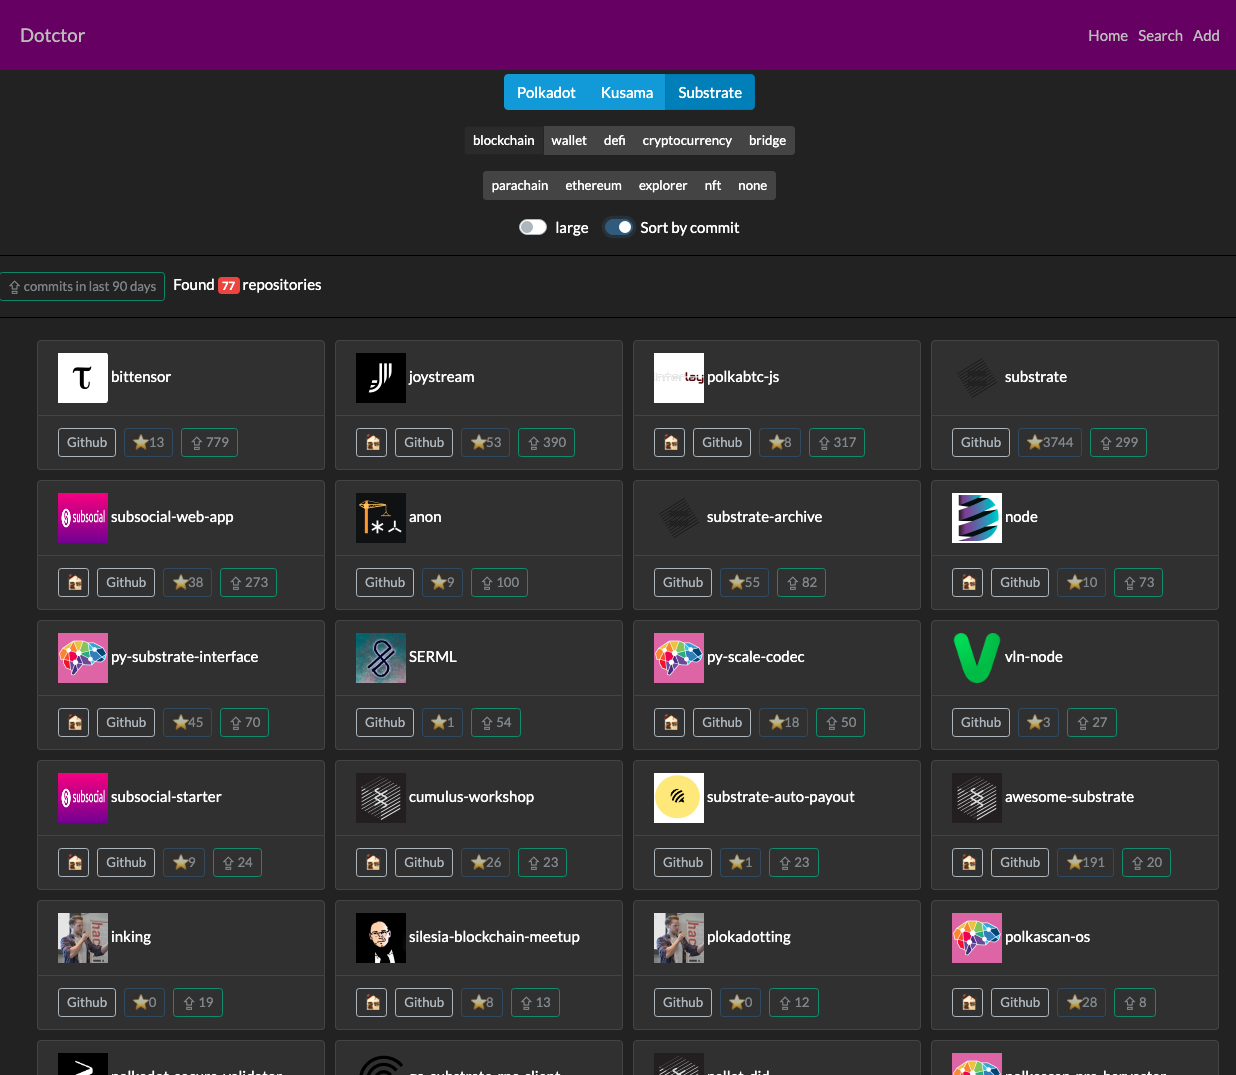 Dotctor Home Search Add
Polkadot Kusama Substrate
blockchain wallet defi cryptocurrency bridge
parachain ethereum explorer nft none
large Sort by commit
commits in last 90 days Found 77 repositories
τ bittensor joystream polkabtc-js substrate
Github 13 779 Github 53 390 Github 8 317 Github 3744 299
subsocial subsocial-web-app anon substrate-archive node
Github 38 273 Github 9 100 Github 55 82 Github 10 73
py-substrate-interface SERML py-scale-codec vln-node
Github 45 70 Github 1 54 Github 18 50 Github 3 27
subsocial subsocial-starter cumulus-workshop substrate-auto-payout awesome-substrate
Github 9 24 Github 26 23 Github 1 23 Github 191 20
inking silesia-blockchain-meetup plokadotting polkascan-os
Github 0 19 Github 8 13 Github 0 12 Github 28 8